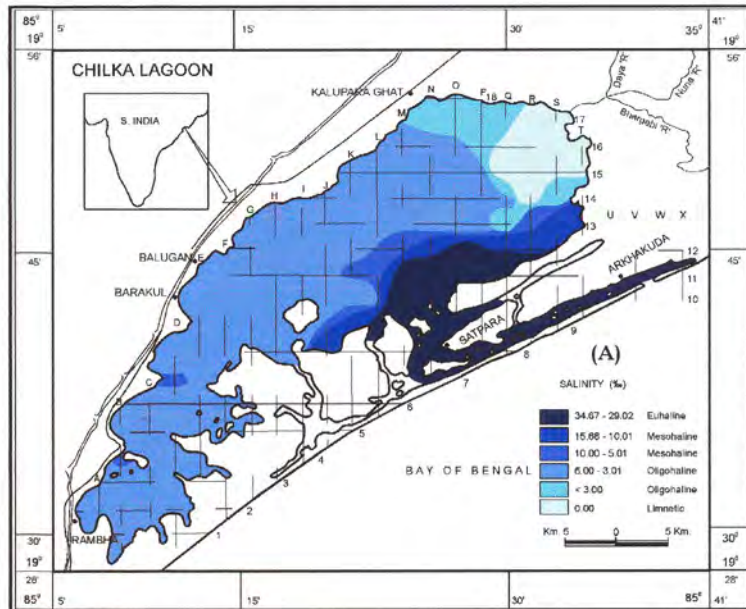 85° 5' 15' 30' 35° 41'
19° 19°
56' 56'
CHILKA LAGOON
S. INDIA
KALUPARA GHAT
Daya 'R'
Nuna 'R'
Bhargabi 'R'
M N O P 18 Q R S
17
T
16
15
14
13
L
K
J
I
H
G
F
E
U V W X
BALUGAN
45' 45'
BARAKUL
ARKHAKUDA
12
11
10
D
SATPARA
9
8
7
6
5
4
3
2
1
C
B
A
(A)
SALINITY (‰)
34.67 - 29.02 Euhaline
15.68 - 10.01 Mesohaline
10.00 - 5.01 Mesohaline
6.00 - 3.01 Oligohaline
< 3.00 Oligohaline
0.00 Limnetic
BAY OF BENGAL
Km. 5 0 5 Km.
RAMBHA
30' 30'
19° 19°
28' 28'
85° 5' 15' 30' 85° 41'